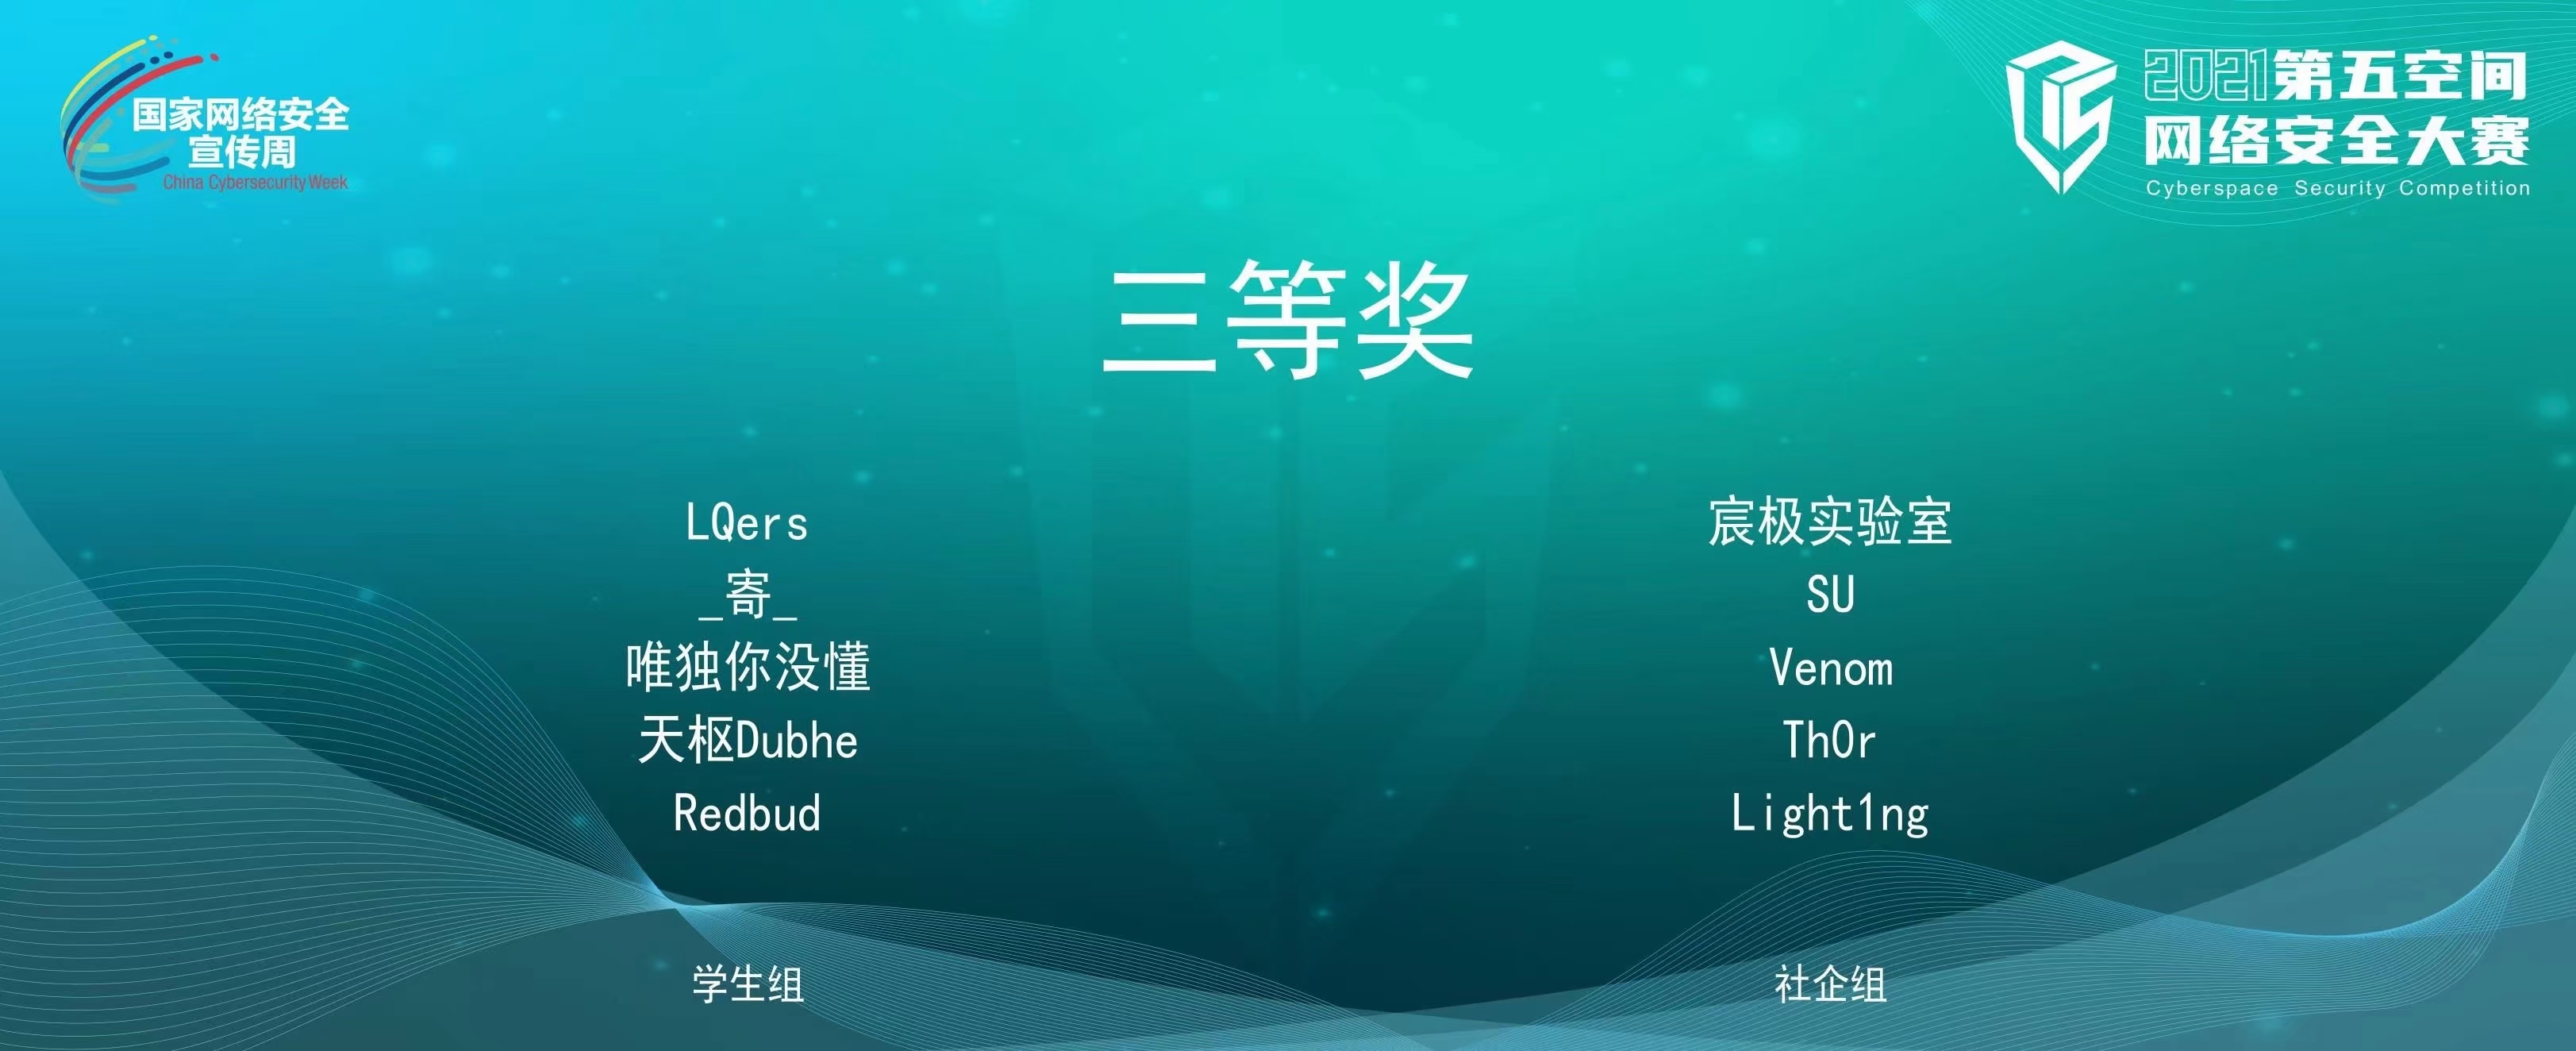 国家网络安全
宣传周
China Cybersecurity Week
2021第五空间
网络安全大赛
Cyberspace Security Competition
三等奖
LQers
_寄_
唯独你没懂
天枢Dubhe
Redbud
学生组
宸极实验室
SU
Venom
Th0r
Light1ng
社企组